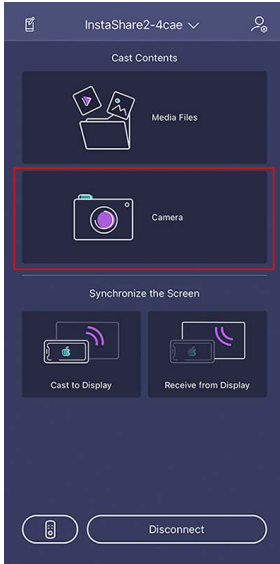 InstaShare2-4cae
Cast Contents
Media Files
Camera
Synchronize the Screen
Cast to Display
Receive from Display
Disconnect